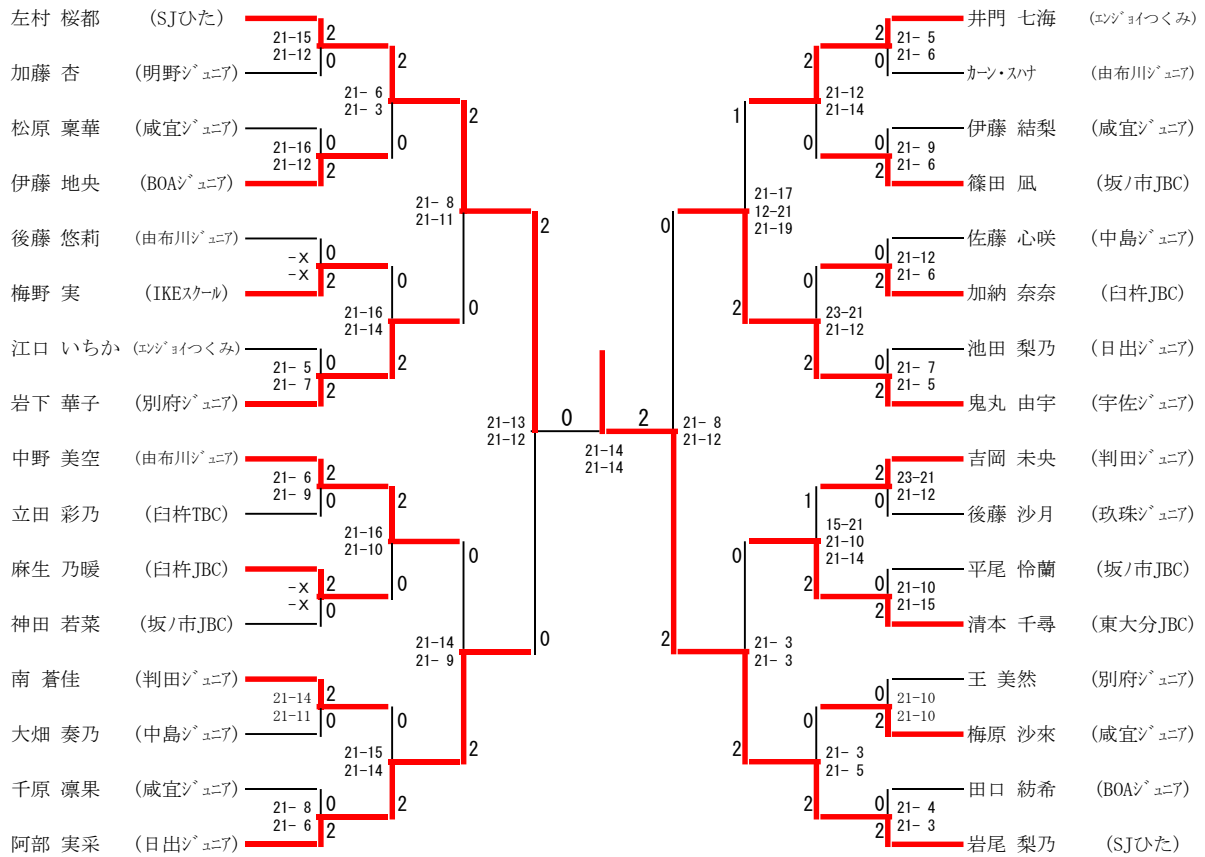 左村 桜都 (SJひた)
21-15 2
21-12 0
加藤 杏 (明野ジュニア)
2
21- 6
21- 3
0
松原 稟華 (咸宜ジュニア)
21-16 0
21-12 2
伊藤 地央 (BOAジュニア)
2
21- 8
21-11
0
後藤 悠莉 (由布川ジュニア)
-X 0
-X 2
梅野 実 (IKEスクール)
0
21-16
21-14
2
江口 いちか (エンジョイつくみ)
21- 5 0
21- 7 2
岩下 華子 (別府ジュニア)
2
21-13
21-12
0
中野 美空 (由布川ジュニア)
21- 6 2
21- 9 0
立田 彩乃 (臼杵TBC)
2
21-16
21-10
0
麻生 乃暖 (臼杵JBC)
-X 2
-X 0
神田 若菜 (坂ノ市JBC)
0
21-14
21- 9
2
南 蒼佳 (判田ジュニア)
21-14 2
21-11 0
大畑 奏乃 (中島ジュニア)
0
21-15
21-14
2
千原 凛果 (咸宜ジュニア)
21- 8 0
21- 6 2
阿部 実采 (日出ジュニア)
0 2
21-14
21-14
井門 七海 (エンジョイつくみ)
2 21- 5
0 21- 6
カーン・スハナ (由布川ジュニア)
2
21-12
21-14
0
伊藤 結梨 (咸宜ジュニア)
0 21- 9
2 21- 6
篠田 凪 (坂ノ市JBC)
1
21-17
12-21
21-19
2
佐藤 心咲 (中島ジュニア)
0 21-12
2 21- 6
加納 奈奈 (臼杵JBC)
0
23-21
21-12
2
池田 梨乃 (日出ジュニア)
0 21- 7
2 21- 5
鬼丸 由宇 (宇佐ジュニア)
0
21- 8
21-12
2
吉岡 未央 (判田ジュニア)
2 23-21
0 21-12
後藤 沙月 (玖珠ジュニア)
1
15-21
21-10
21-14
2
平尾 怜蘭 (坂ノ市JBC)
0 21-10
2 21-15
清本 千尋 (東大分JBC)
0
21- 3
21- 3
2
王 美然 (別府ジュニア)
0 21-10
2 21-10
梅原 沙來 (咸宜ジュニア)
0
21- 3
21- 5
2
田口 紡希 (BOAジュニア)
0 21- 4
2 21- 3
岩尾 梨乃 (SJひた)